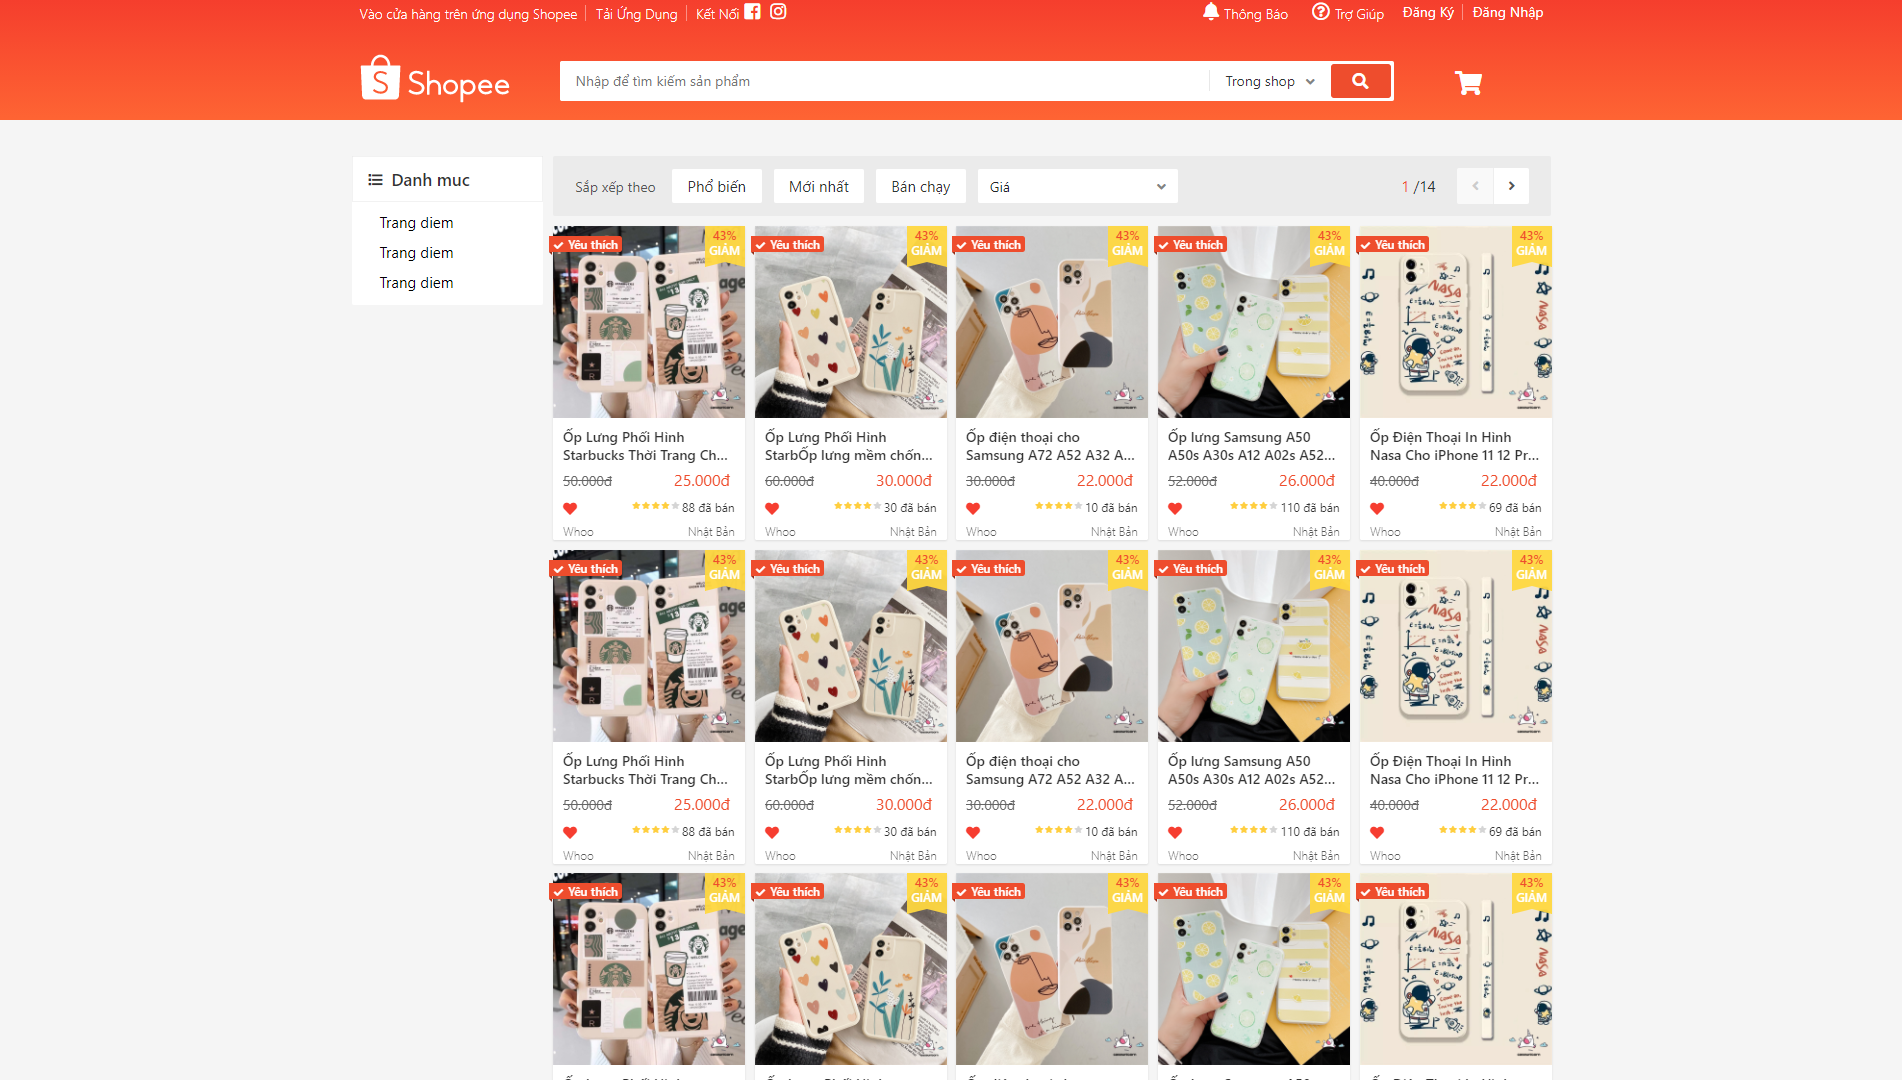 Vào cửa hàng trên ứng dụng Shopee
Tải Ứng Dụng
Kết Nối
Thông Báo
Trợ Giúp
Đăng Ký
Đăng Nhập
Shopee
Nhập để tìm kiếm sản phẩm
Trong shop
Danh muc
Trang diem
Trang diem
Trang diem
Sắp xếp theo
Phổ biến
Mới nhất
Bán chạy
Giá
1 /14
Yêu thích
43%
GIẢM
Yêu thích
43%
GIẢM
Yêu thích
43%
GIẢM
Yêu thích
43%
GIẢM
Yêu thích
43%
GIẢM
Ốp Lưng Phối Hình
Starbucks Thời Trang Ch...
50.000đ 25.000đ
88 đã bán
Whoo Nhật Bản
Ốp Lưng Phối Hình
StarbỐp lưng mềm chốn...
60.000đ 30.000đ
30 đã bán
Whoo Nhật Bản
Ốp điện thoại cho
Samsung A72 A52 A32 A...
30.000đ 22.000đ
10 đã bán
Whoo Nhật Bản
Ốp lưng Samsung A50
A50s A30s A12 A02s A52...
52.000đ 26.000đ
110 đã bán
Whoo Nhật Bản
Ốp Điện Thoại In Hình
Nasa Cho iPhone 11 12 Pr...
40.000đ 22.000đ
69 đã bán
Whoo Nhật Bản
Yêu thích
43%
GIẢM
Yêu thích
43%
GIẢM
Yêu thích
43%
GIẢM
Yêu thích
43%
GIẢM
Yêu thích
43%
GIẢM
Ốp Lưng Phối Hình
Starbucks Thời Trang Ch...
50.000đ 25.000đ
88 đã bán
Whoo Nhật Bản
Ốp Lưng Phối Hình
StarbỐp lưng mềm chốn...
60.000đ 30.000đ
30 đã bán
Whoo Nhật Bản
Ốp điện thoại cho
Samsung A72 A52 A32 A...
30.000đ 22.000đ
10 đã bán
Whoo Nhật Bản
Ốp lưng Samsung A50
A50s A30s A12 A02s A52...
52.000đ 26.000đ
110 đã bán
Whoo Nhật Bản
Ốp Điện Thoại In Hình
Nasa Cho iPhone 11 12 Pr...
40.000đ 22.000đ
69 đã bán
Whoo Nhật Bản
Yêu thích
43%
GIẢM
Yêu thích
43%
GIẢM
Yêu thích
43%
GIẢM
Yêu thích
43%
GIẢM
Yêu thích
43%
GIẢM